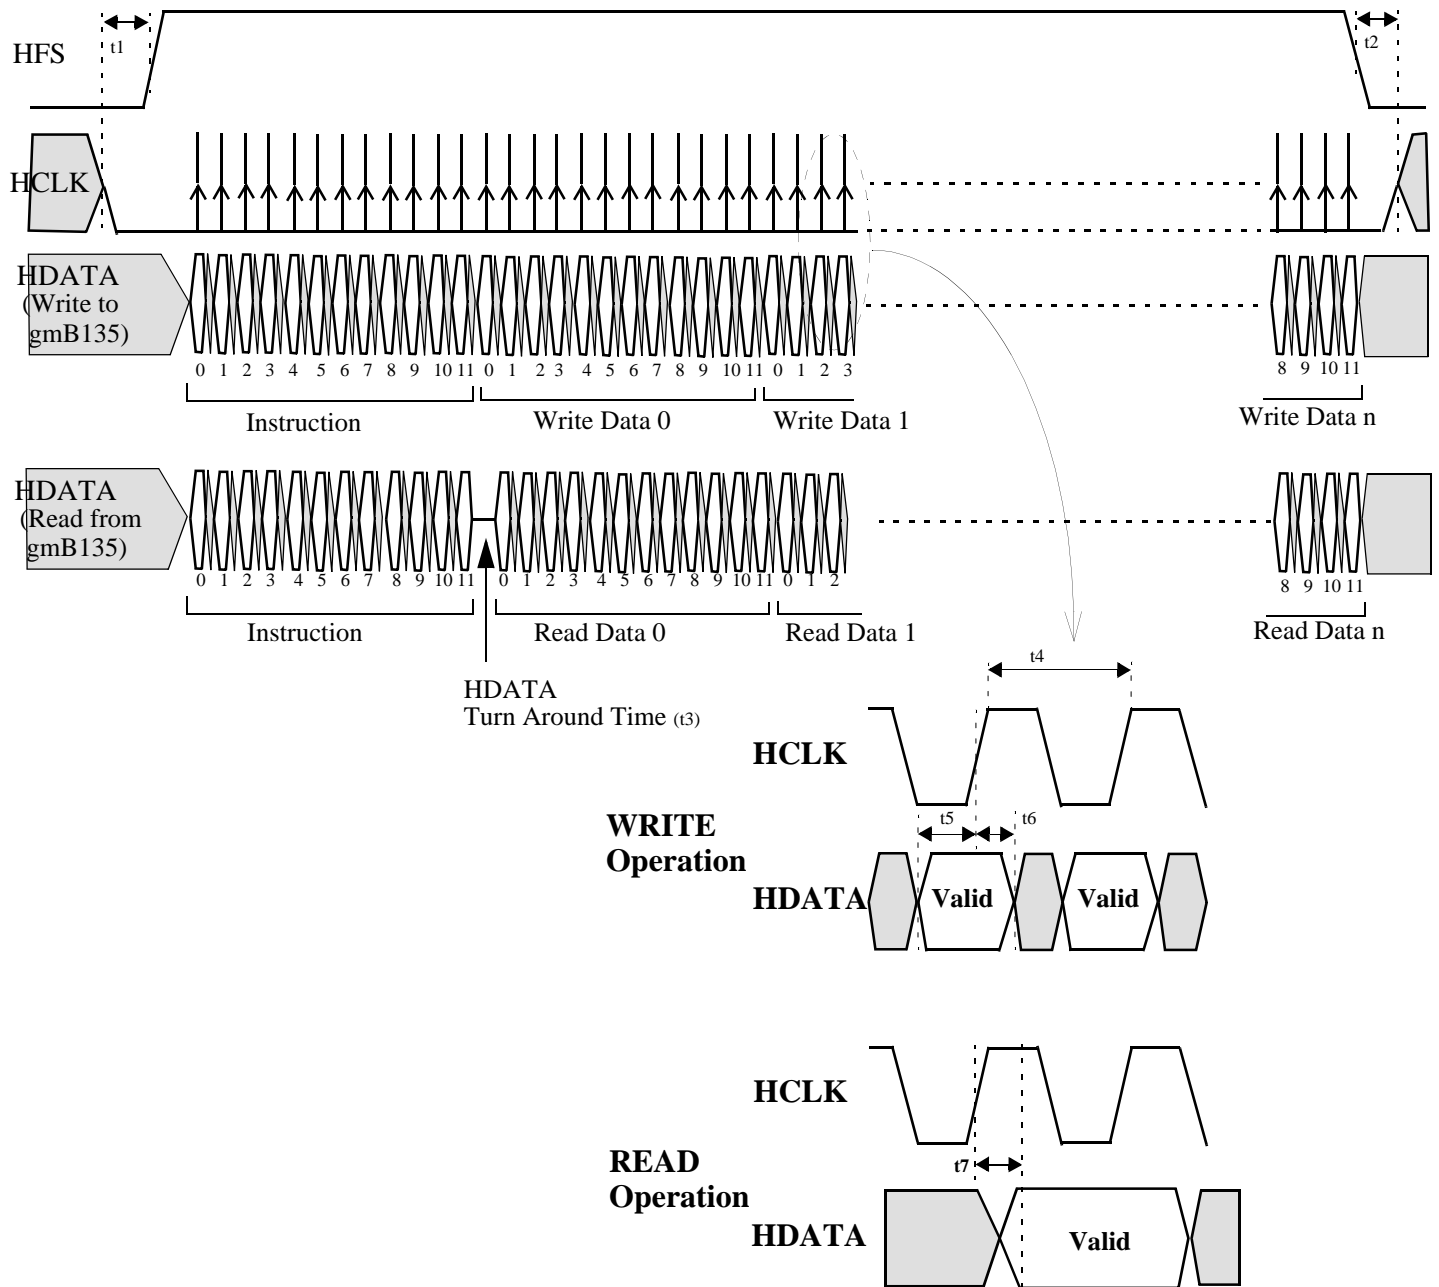 t1
t2
HFS
HCLK
HDATA
(Write to
gmB135)
0 1 2 3 4 5 6 7 8 9 10 11 0 1 2 3 4 5 6 7 8 9 10 11 0 1 2 3 8 9 10 11
Instruction Write Data 0 Write Data 1 Write Data n
HDATA
(Read from
gmB135)
0 1 2 3 4 5 6 7 8 9 10 11 0 1 2 3 4 5 6 7 8 9 10 11 0 1 2 8 9 10 11
Instruction Read Data 0 Read Data 1 Read Data n
HDATA
Turn Around Time (t3)
t4
HCLK
WRITE
Operation
t5 t6
HDATA Valid Valid
HCLK
READ
Operation
t7
HDATA Valid